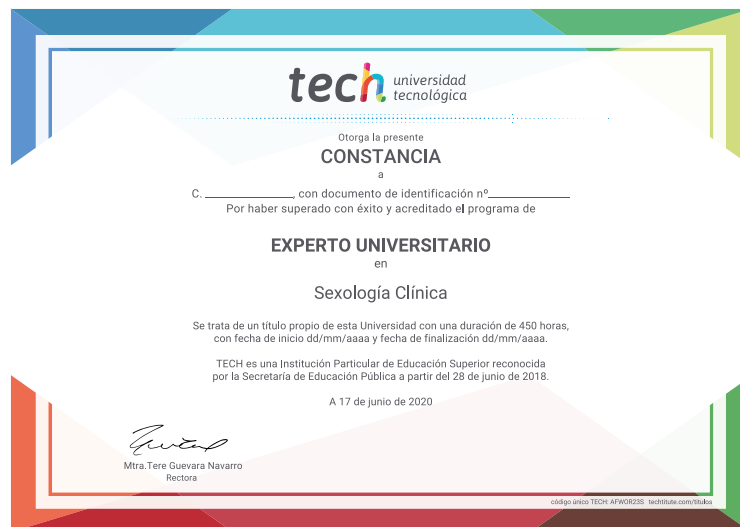 tech universidad
tecnológica
Otorga la presente
CONSTANCIA
a
C. ______________, con documento de identificación nº______________
Por haber superado con éxito y acreditado el programa de
EXPERTO UNIVERSITARIO
en
Sexología Clínica
Se trata de un título propio de esta Universidad con una duración de 450 horas,
con fecha de inicio dd/mm/aaaa y fecha de finalización dd/mm/aaaa.
TECH es una Institución Particular de Educación Superior reconocida
por la Secretaría de Educación Pública a partir del 28 de junio de 2018.
A 17 de junio de 2020
Mtra.Tere Guevara Navarro
Rectora
código único TECH: AFWOR23S techtitute.com/titulos